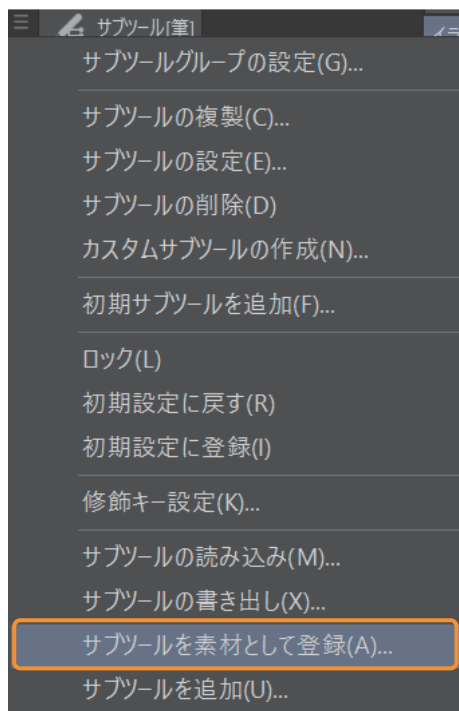 サブツール[筆]
サブツールグループの設定(G)...
サブツールの複製(C)...
サブツールの設定(E)...
サブツールの削除(D)
カスタムサブツールの作成(N)...
初期サブツールを追加(F)...
ロック(L)
初期設定に戻す(R)
初期設定に登録(I)
修飾キー設定(K)...
サブツールの読み込み(M)...
サブツールの書き出し(X)...
サブツールを素材として登録(A)...
サブツールを追加(U)...